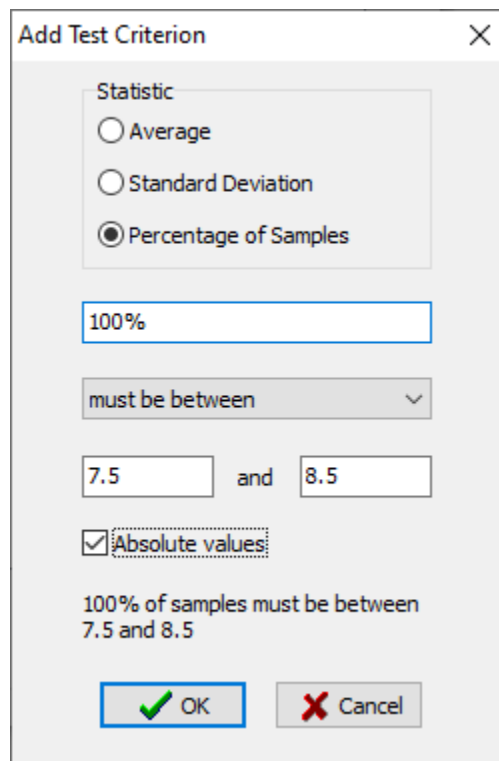 Add Test Criterion
Statistic
Average
Standard Deviation
Percentage of Samples
100%
must be between
7.5 and 8.5
Absolute values
100% of samples must be between
7.5 and 8.5
OK Cancel